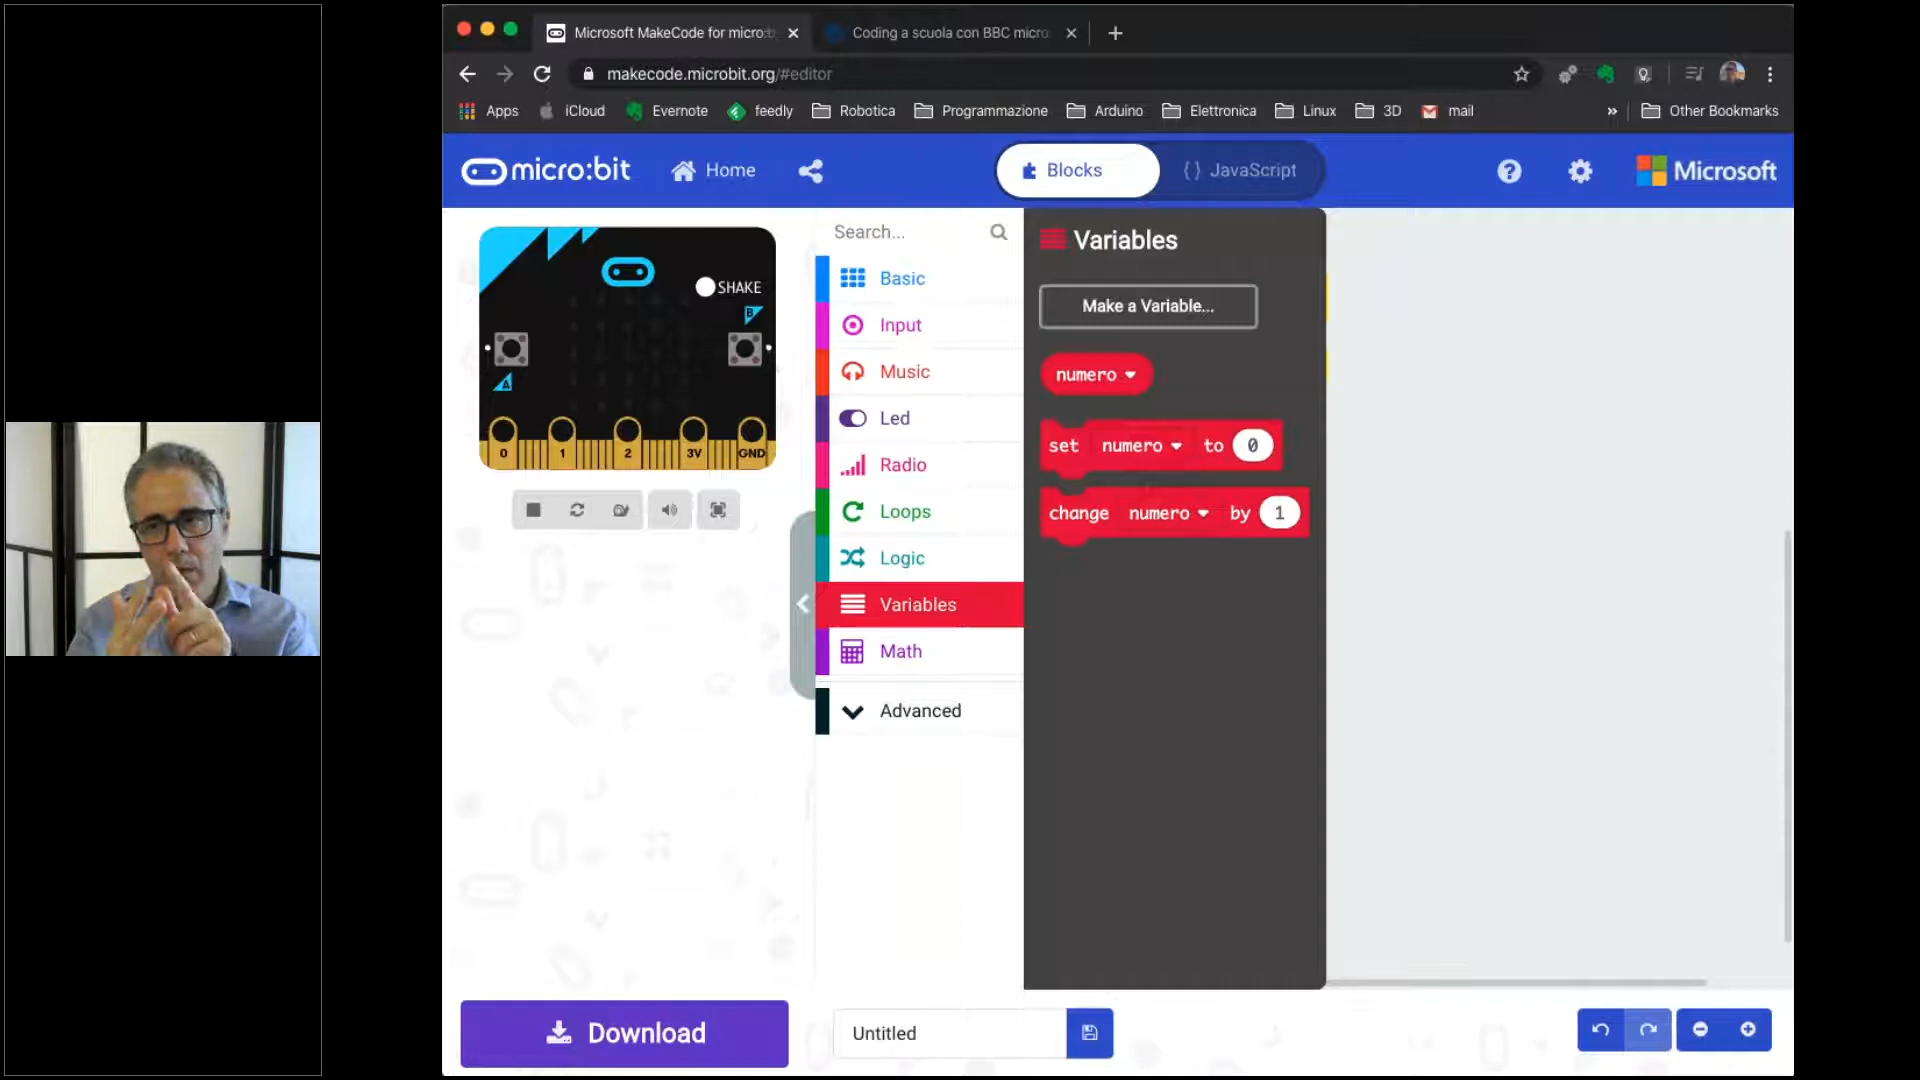 Microsoft MakeCode for micro:b
Coding a scuola con BBC micro
makecode.microbit.org/#editor
Apps iCloud Evernote feedly Robotica Programmazione Arduino Elettronica Linux 3D mail » Other Bookmarks
micro:bit Home Blocks {} JavaScript ? Microsoft
SHAKE
B
A
0 1 2 3V GND
Download
Search...
Basic
Input
Music
Led
Radio
Loops
Logic
Variables
Math
Advanced
Variables
Make a Variable...
numero
set numero to 0
change numero by 1
Untitled